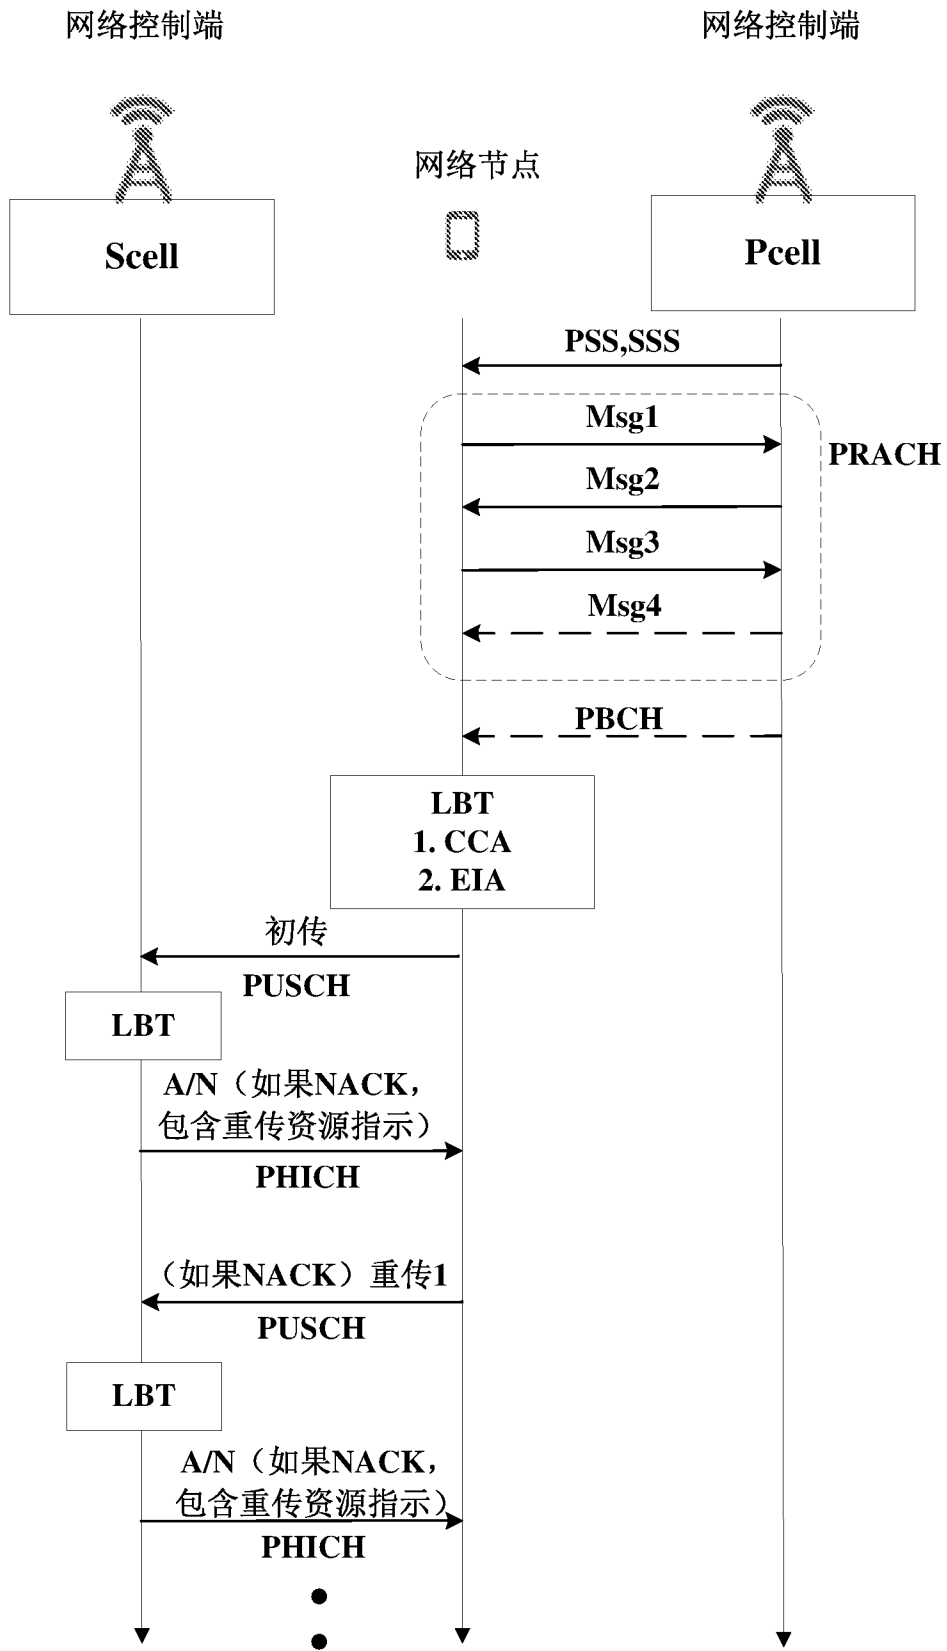 网络控制端
网络控制端
网络节点
Scell
Pcell
PSS,SSS
Msg1
PRACH
Msg2
Msg3
Msg4
PBCH
LBT
1. CCA
2. EIA
初传
PUSCH
LBT
A/N（如果NACK，
包含重传资源指示）
PHICH
（如果NACK）重传1
PUSCH
LBT
A/N（如果NACK，
包含重传资源指示）
PHICH